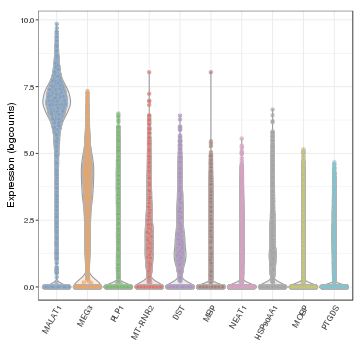 Expression (logcounts)
10.0
7.5
5.0
2.5
0.0
MALAT1
MEG3
PLP1
MT-RNR2
DST
MBP
NEAT1
HSP90AA1
MOBP
PTGDS